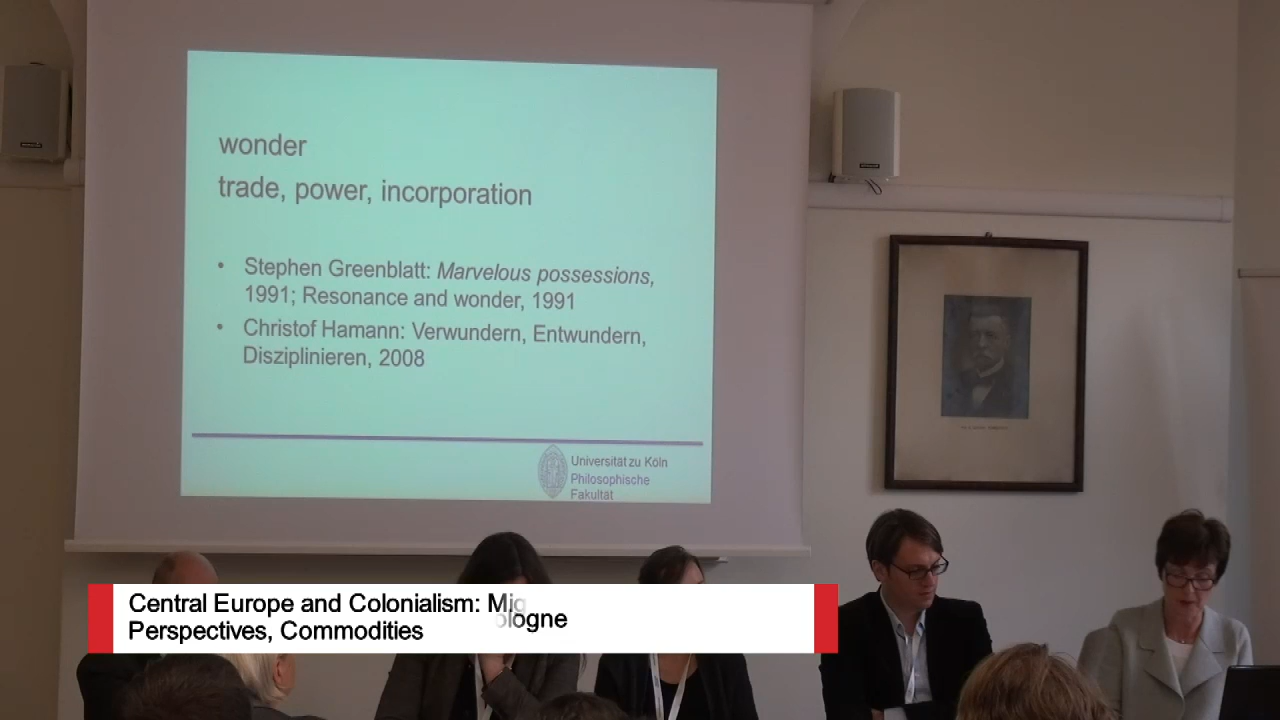 wonder
trade, power, incorporation
• Stephen Greenblatt: Marvelous possessions,
1991; Resonance and wonder, 1991
• Christof Hamann: Verwundern, Entwundern,
Disziplinieren, 2008
Universität zu Köln
Philosophische
Fakultät
Central Europe and Colonialism: Mig
ologne
Perspectives, Commodities